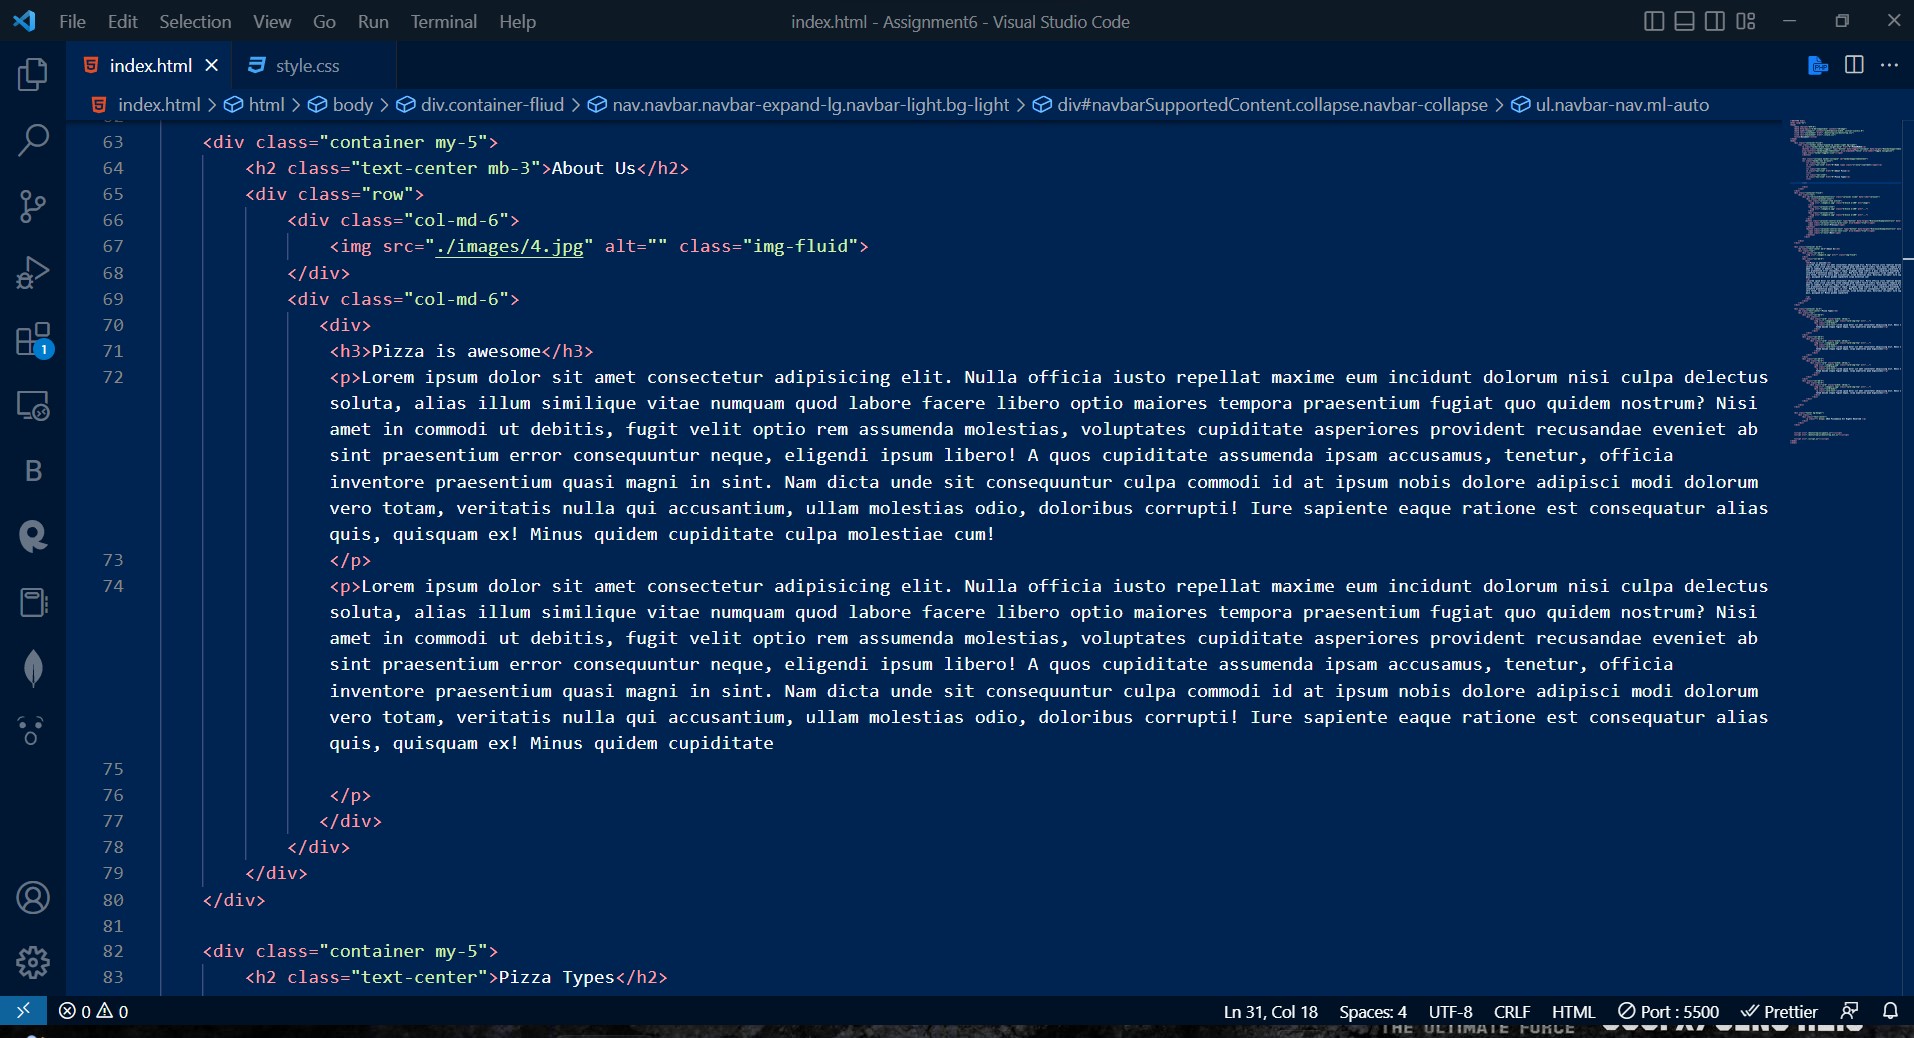 File Edit Selection View Go Run Terminal Help index.html - Assignment6 - Visual Studio Code
index.html style.css
index.html > html > body > div.container-fliud > nav.navbar.navbar-expand-lg.navbar-light.bg-light > div#navbarSupportedContent.collapse.navbar-collapse > ul.navbar-nav.ml-auto
63 <div class="container my-5">
64 <h2 class="text-center mb-3">About Us</h2>
65 <div class="row">
66 <div class="col-md-6">
67 <img src="./images/4.jpg" alt="" class="img-fluid">
68 </div>
69 <div class="col-md-6">
70 <div>
71 <h3>Pizza is awesome</h3>
72 <p>Lorem ipsum dolor sit amet consectetur adipisicing elit. Nulla officia iusto repellat maxime eum incidunt dolorum nisi culpa delectus
soluta, alias illum similique vitae numquam quod labore facere libero optio maiores tempora praesentium fugiat quo quidem nostrum? Nisi
amet in commodi ut debitis, fugit velit optio rem assumenda molestias, voluptates cupiditate asperiores provident recusandae eveniet ab
sint praesentium error consequuntur neque, eligendi ipsum libero! A quos cupiditate assumenda ipsam accusamus, tenetur, officia
inventore praesentium quasi magni in sint. Nam dicta unde sit consequuntur culpa commodi id at ipsum nobis dolore adipisci modi dolorum
vero totam, veritatis nulla qui accusantium, ullam molestias odio, doloribus corrupti! Iure sapiente eaque ratione est consequatur alias
quis, quisquam ex! Minus quidem cupiditate culpa molestiae cum!
73 </p>
74 <p>Lorem ipsum dolor sit amet consectetur adipisicing elit. Nulla officia iusto repellat maxime eum incidunt dolorum nisi culpa delectus
soluta, alias illum similique vitae numquam quod labore facere libero optio maiores tempora praesentium fugiat quo quidem nostrum? Nisi
amet in commodi ut debitis, fugit velit optio rem assumenda molestias, voluptates cupiditate asperiores provident recusandae eveniet ab
sint praesentium error consequuntur neque, eligendi ipsum libero! A quos cupiditate assumenda ipsam accusamus, tenetur, officia
inventore praesentium quasi magni in sint. Nam dicta unde sit consequuntur culpa commodi id at ipsum nobis dolore adipisci modi dolorum
vero totam, veritatis nulla qui accusantium, ullam molestias odio, doloribus corrupti! Iure sapiente eaque ratione est consequatur alias
quis, quisquam ex! Minus quidem cupiditate
75
76 </p>
77 </div>
78 </div>
79 </div>
80 </div>
81
82 <div class="container my-5">
83 <h2 class="text-center">Pizza Types</h2>
1
B
0 0 Ln 31, Col 18 Spaces: 4 UTF-8 CRLF HTML Port : 5500 Prettier
THE ULTIMATE FORCE